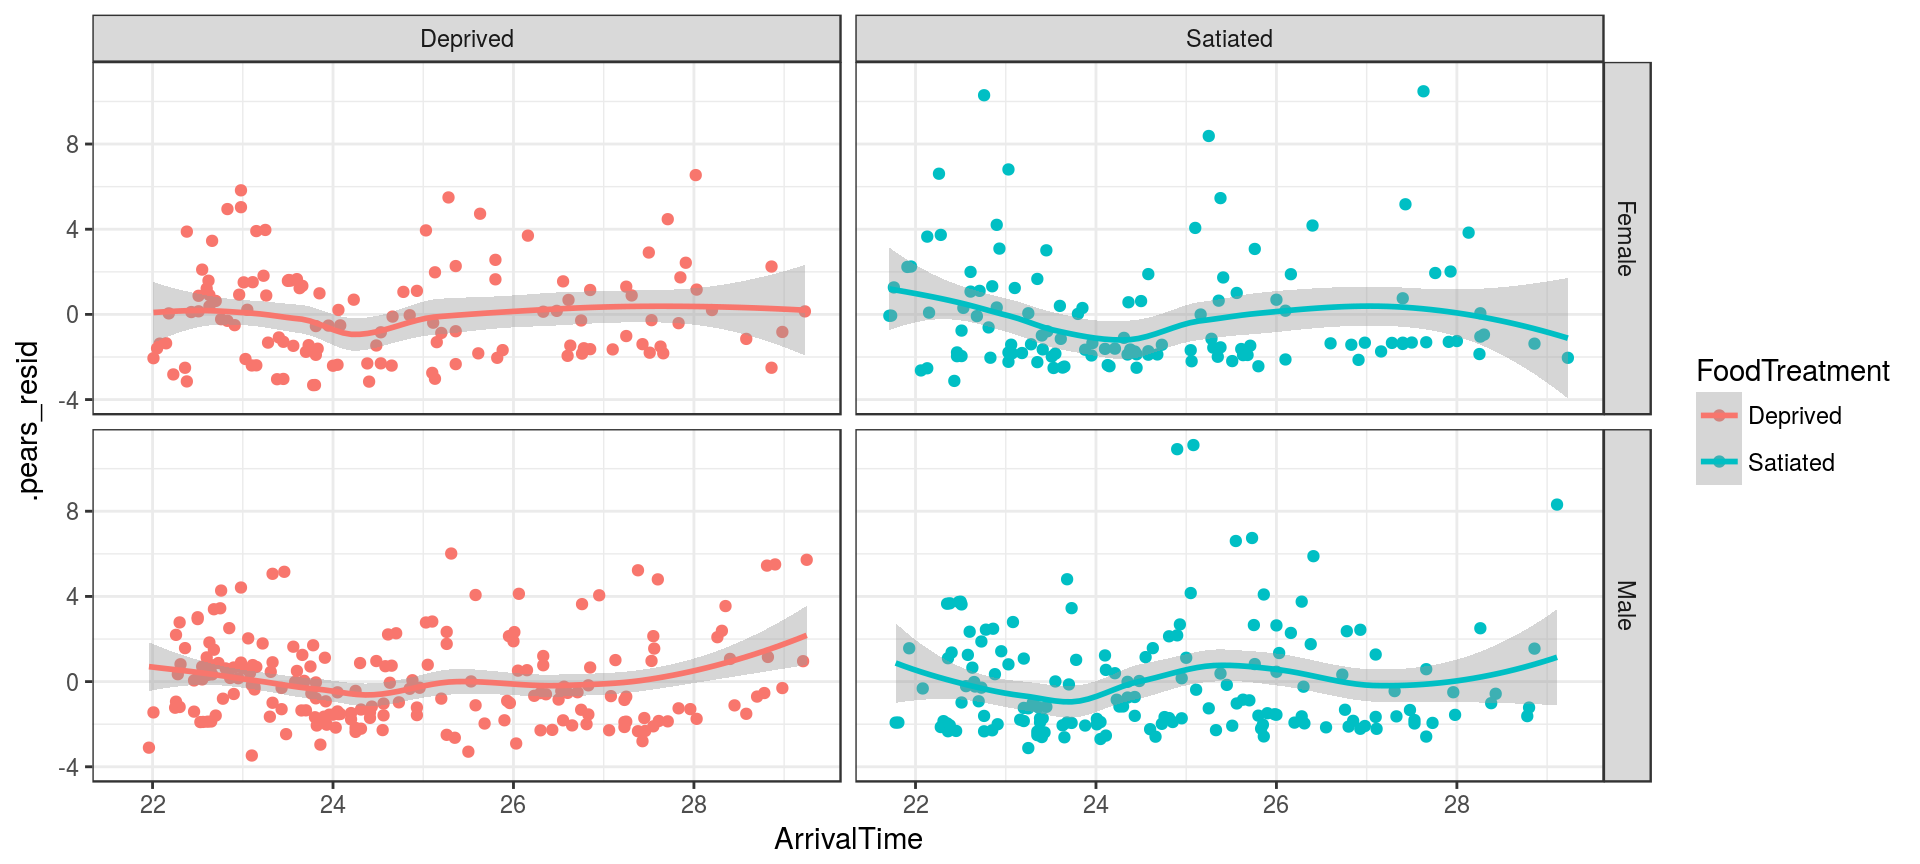 Deprived
Satiated
8
4
0
-4
Female
8
4
0
-4
Male
22
24
26
28
22
24
26
28
ArrivalTime
.pears_resid
FoodTreatment
Deprived
Satiated